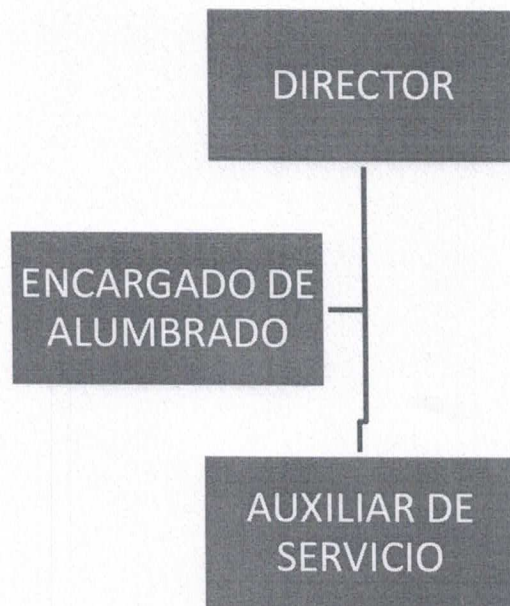 DIRECTOR
ENCARGADO DE
ALUMBRADO
AUXILIAR DE
SERVICIO